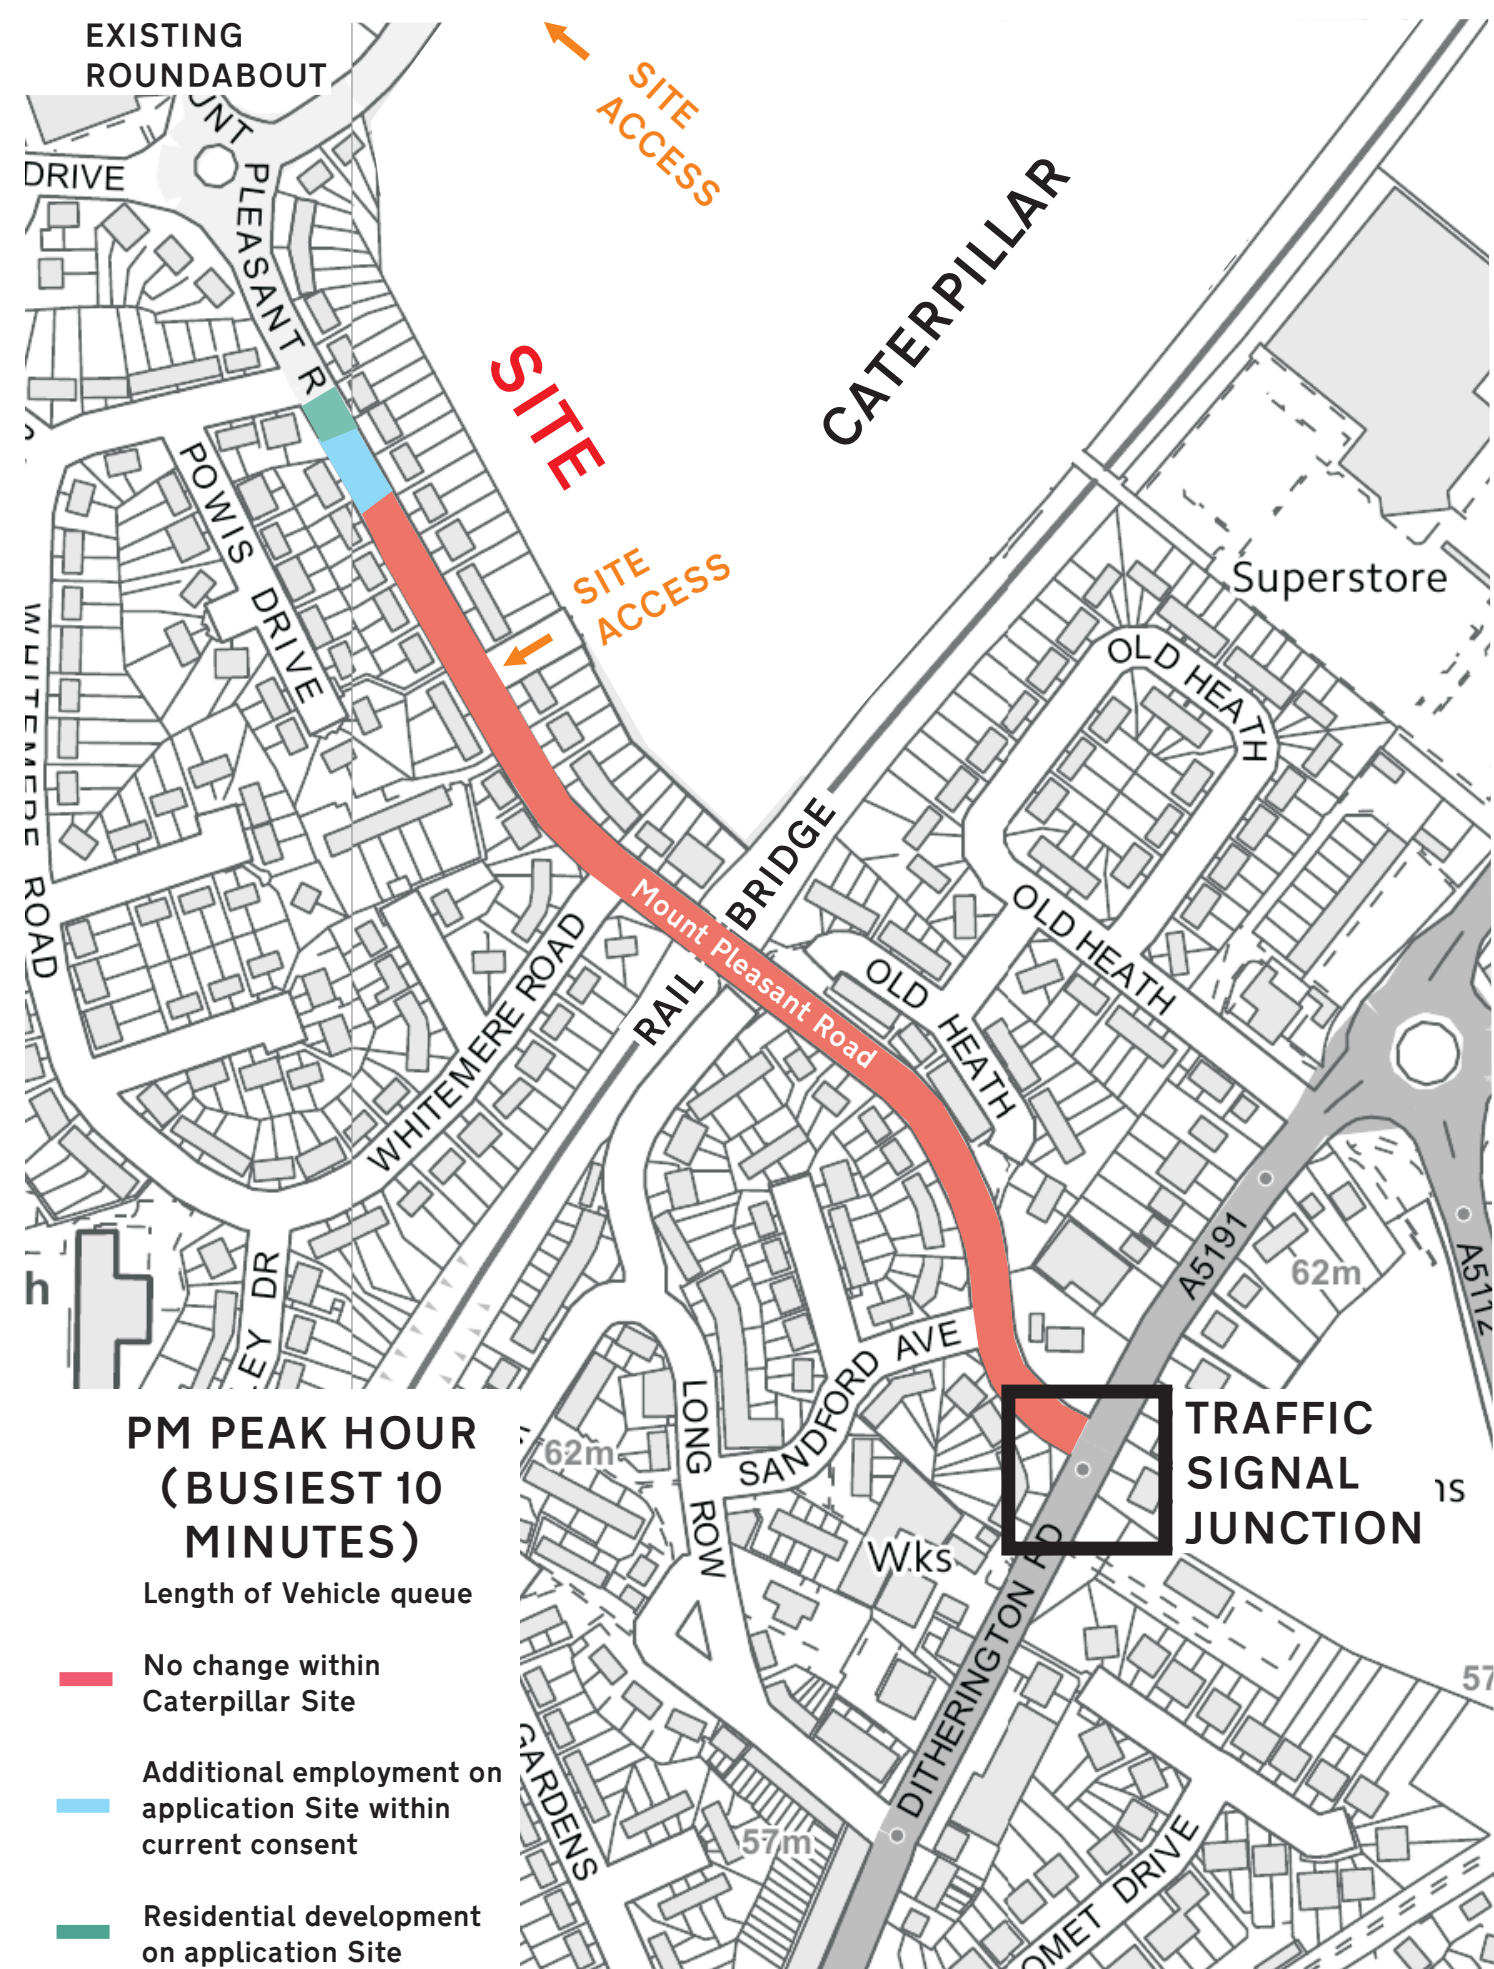 EXISTING
ROUNDABOUT
SITE
ACCESS
DRIVE
PLEASANT R
CATERPILLAR
SITE
POWIS DRIVE
SITE
ACCESS
Superstore
WHITEMERE ROAD
OLD HEATH
BRIDGE
Mount Pleasant Road
OLD HEATH
WHITEMERE ROAD
RAIL
OLD HEATH
A5191
A5112
62m
h
EY DR
SANDFORD AVE
LONG ROW
62m
TRAFFIC
SIGNAL
JUNCTION
Wks
DITHERINGTON RD
57
GARDENS
57m
OMET DRIVE
PM PEAK HOUR
(BUSIEST 10
MINUTES)
Length of Vehicle queue
No change within
Caterpillar Site
Additional employment on
application Site within
current consent
Residential development
on application Site